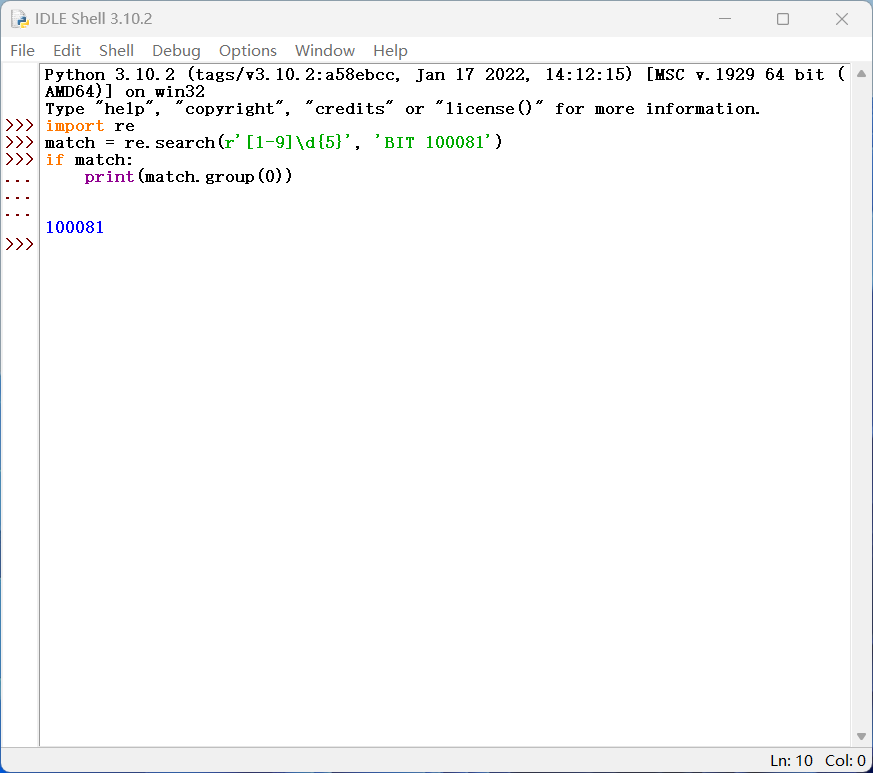 IDLE Shell 3.10.2
File Edit Shell Debug Options Window Help
Python 3.10.2 (tags/v3.10.2:a58ebcc, Jan 17 2022, 14:12:15) [MSC v.1929 64 bit (
AMD64)] on win32
Type "help", "copyright", "credits" or "license()" for more information.
>>> import re
>>> match = re.search(r'[1-9]\d{5}', 'BIT 100081')
>>> if match:
...     print(match.group(0))
...
...
100081
>>>
Ln: 10 Col: 0